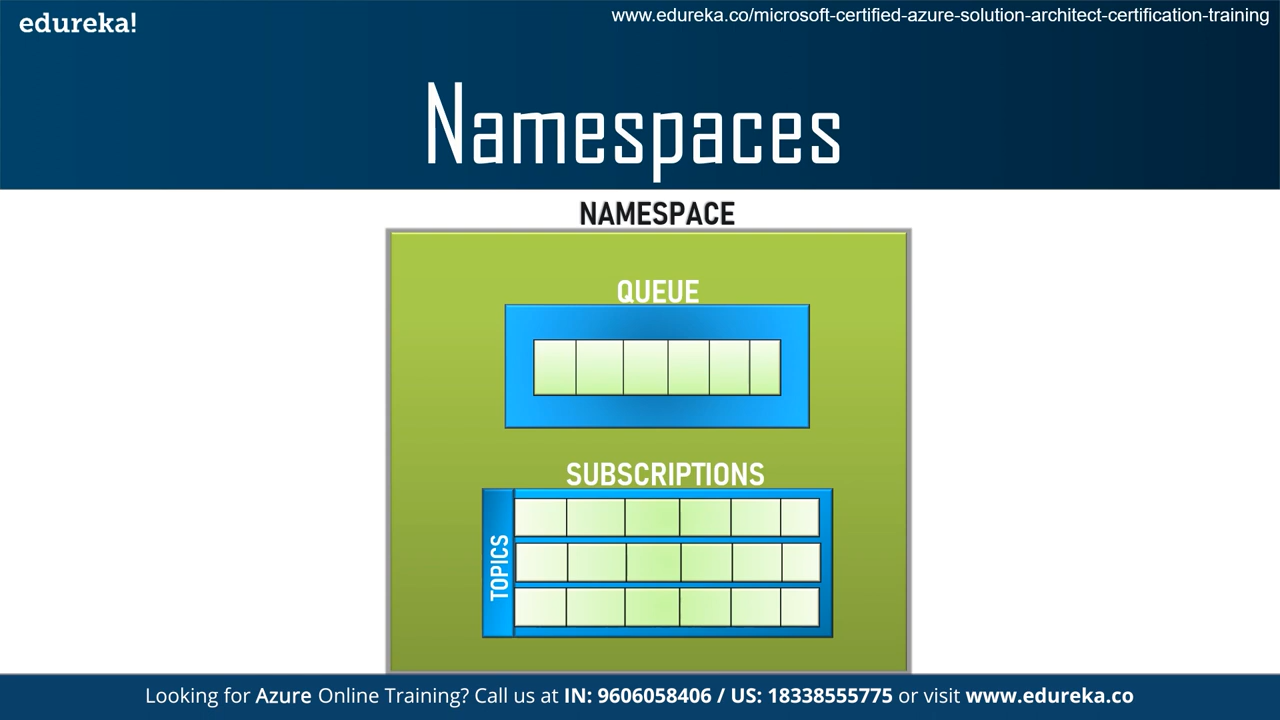 edureka!
www.edureka.co/microsoft-certified-azure-solution-architect-certification-training
Namespaces
NAMESPACE
QUEUE
SUBSCRIPTIONS
TOPICS
Looking for Azure Online Training? Call us at IN: 9606058406 / US: 18338555775 or visit www.edureka.co